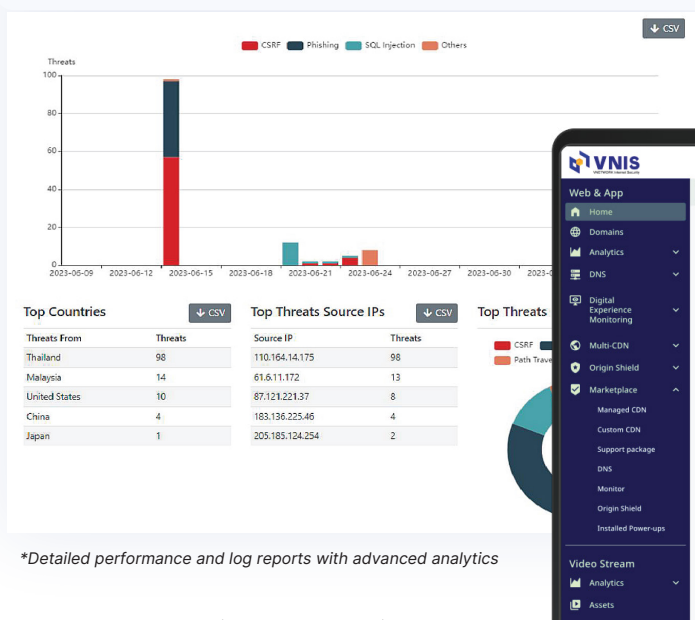 CSV
CSRF Phishing SQL Injection Others
Threats
100
80
60
40
20
0
2023-06-09 2023-06-12 2023-06-15 2023-06-18 2023-06-21 2023-06-24 2023-06-27 2023-06-30 2023-0
Top Countries CSV
Threats From Threats
Thailand 98
Malaysia 14
United States 10
China 4
Japan 1
Top Threats Source IPs CSV
Source IP Threats
110.164.14.175 98
61.6.11.172 13
87.121.221.37 8
183.136.225.46 4
205.185.124.254 2
Top Threats
CSRF
Path Trave
VNIS
Web & App
Home
Domains
Analytics
DNS
Digital
Experience
Monitoring
Multi-CDN
Origin Shield
Marketplace
Managed CDN
Custom CDN
Support package
DNS
Monitor
Origin Shield
Installed Power-ups
Video Stream
Analytics
Assets
*Detailed performance and log reports with advanced analytics